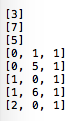 [3]
[7]
[5]
[0, 1, 1]
[0, 5, 1]
[1, 0, 1]
[1, 6, 1]
[2, 0, 1]